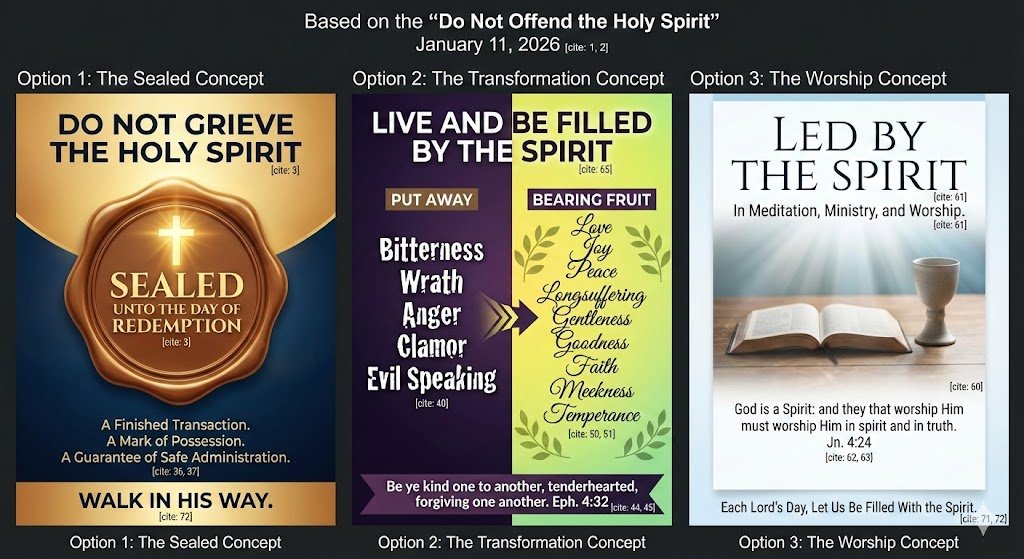 Based on the “Do Not Offend the Holy Spirit”
January 11, 2026 [cite: 1, 2]
Option 1: The Sealed Concept
DO NOT GRIEVE
THE HOLY SPIRIT
[cite: 3]
SEALED
UNTO THE DAY OF
REDEMPTION
[cite: 3]
A Finished Transaction.
A Mark of Possession.
A Guarantee of Safe Administration.
[cite: 36, 37]
WALK IN HIS WAY.
[cite: 72]
Option 1: The Sealed Concept
Option 2: The Transformation Concept
LIVE AND BE FILLED
BY THE SPIRIT
[cite: 65]
PUT AWAY
Bitterness
Wrath
Anger
Clamor
Evil Speaking
[cite: 40]
BEARING FRUIT
Love
Joy
Peace
Longsuffering
Gentleness
Goodness
Faith
Meekness
Temperance
[cite: 50, 51]
Be ye kind one to another, tenderhearted,
forgiving one another. Eph. 4:32 [cite: 44, 45]
Option 2: The Transformation Concept
Option 3: The Worship Concept
LED BY
THE SPIRIT
[cite: 61]
In Meditation, Ministry, and Worship.
[cite: 61]
[cite: 60]
God is a Spirit: and they that worship Him
must worship Him in spirit and in truth.
Jn. 4:24
[cite: 62, 63]
Each Lord's Day, Let Us Be Filled With the Spirit.
[cite: 71, 72]
Option 3: The Worship Concept